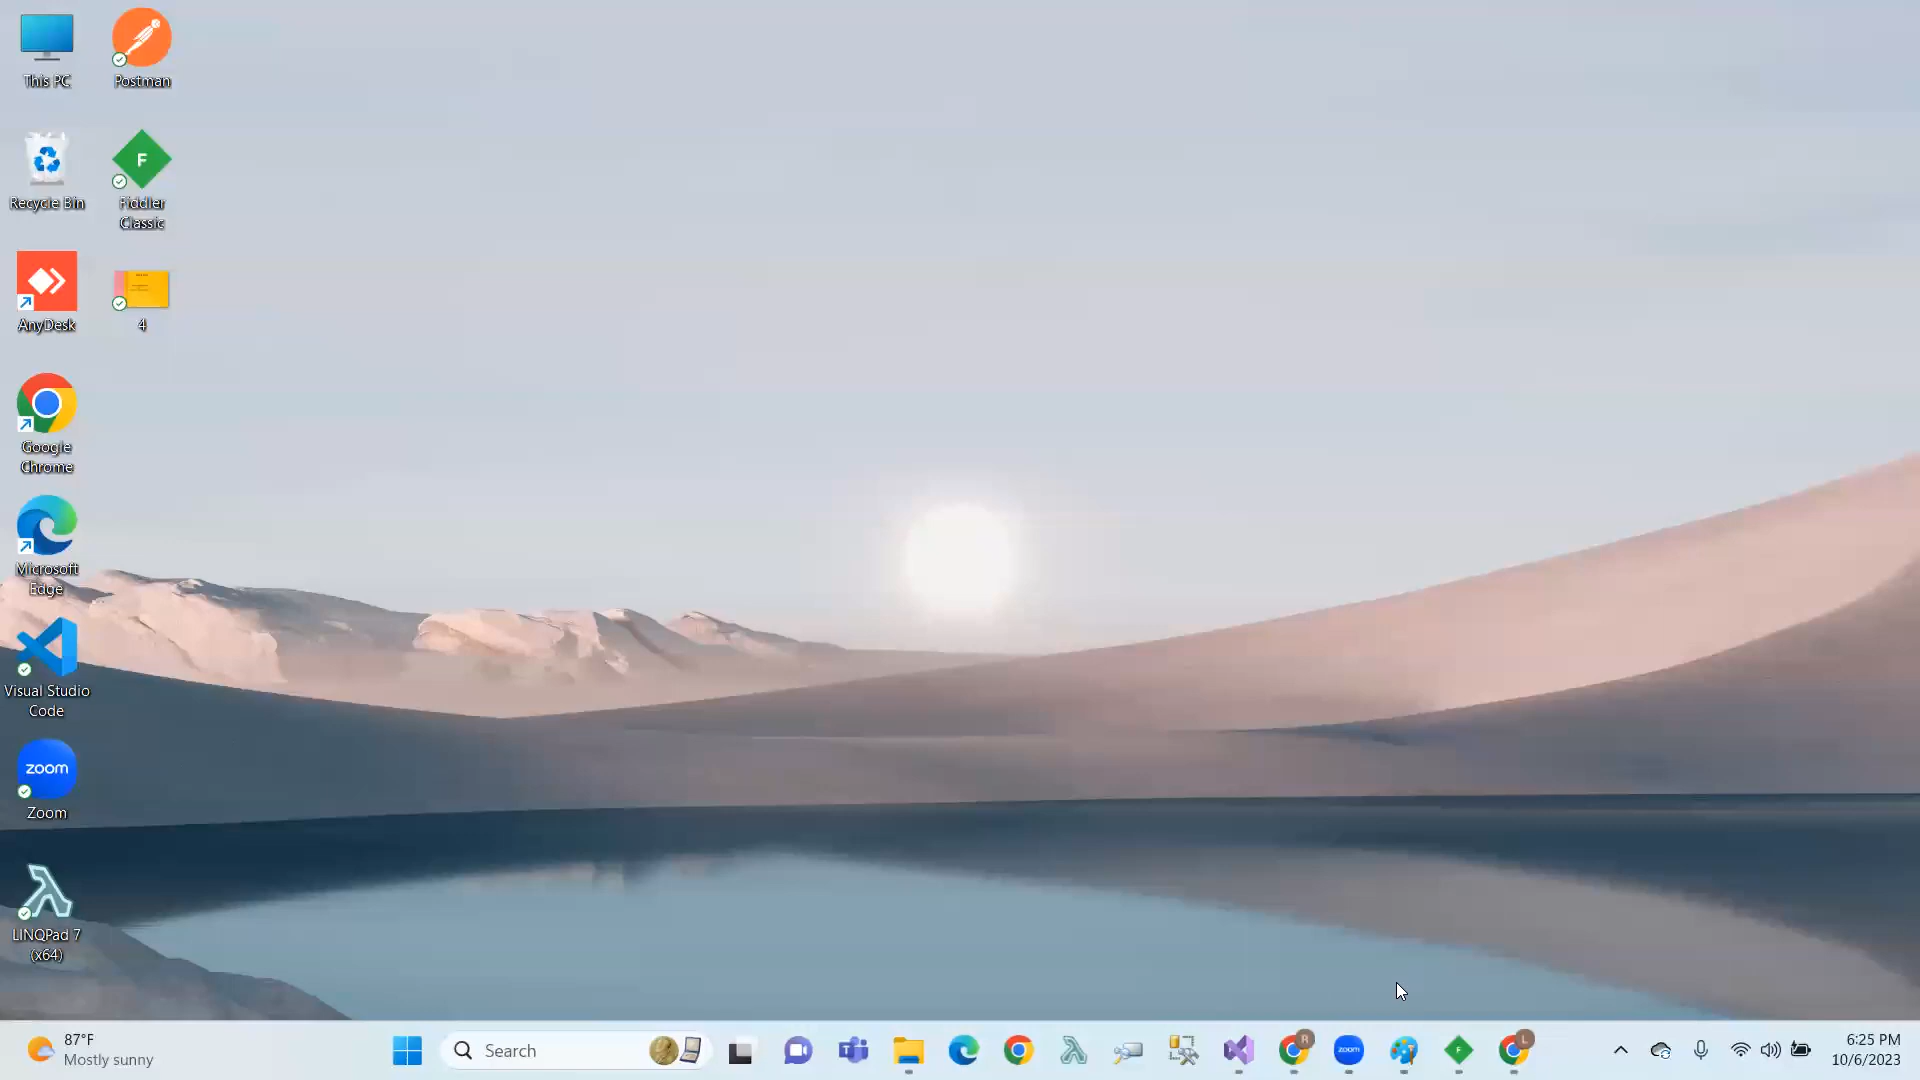 This PC
Postman
Recycle Bin
F
Fiddler
Classic
AnyDesk
4
Google
Chrome
Microsoft
Edge
Visual Studio
Code
zoom
Zoom
LINQPad 7
(x64)
87°F
Mostly sunny
Search
R
zoom
F
L
6:25 PM
10/6/2023